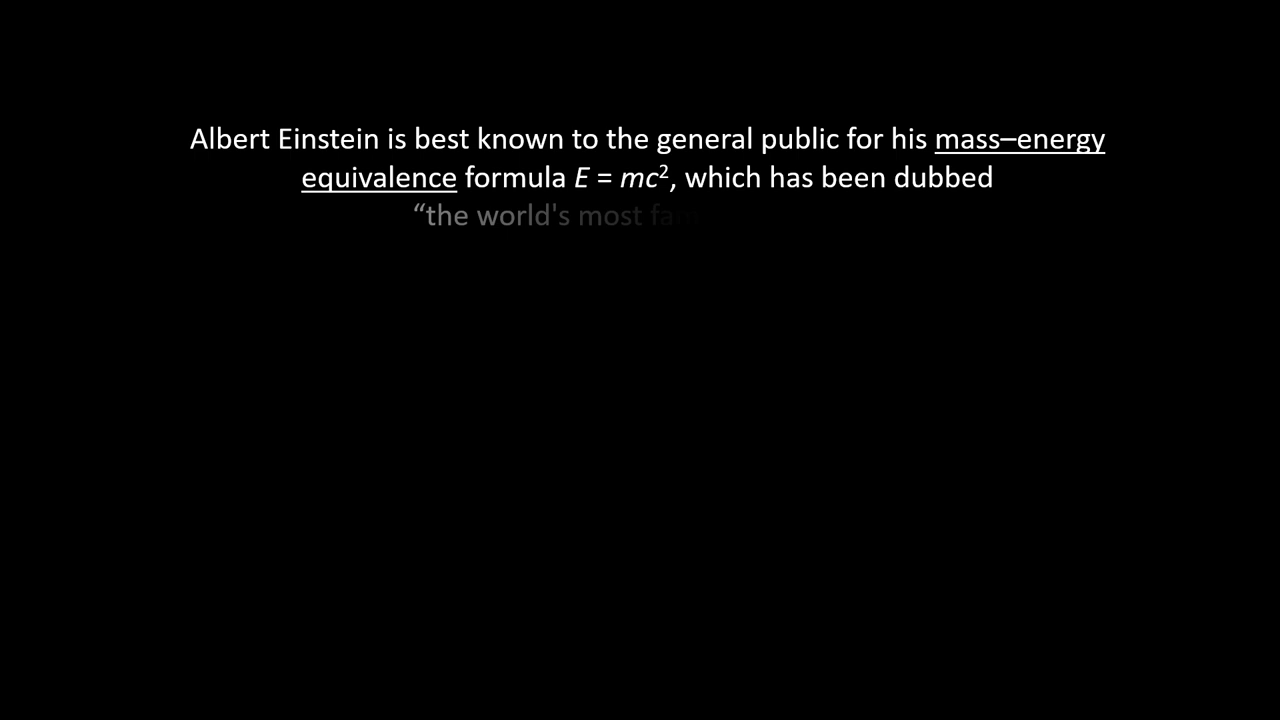 Albert Einstein is best known to the general public for his mass–energy
equivalence formula E = mc², which has been dubbed
“the world's most